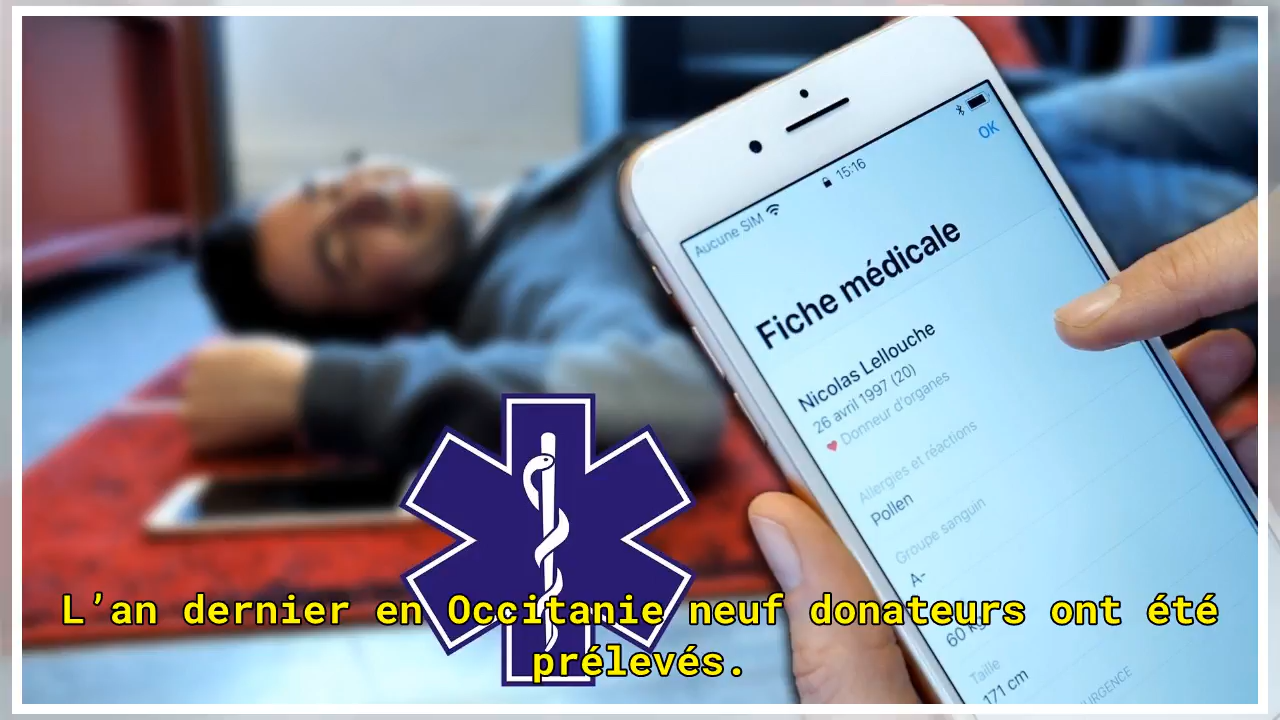 Aucune SIM
15:16
OK
Fiche médicale
Nicolas Lellouche
26 avril 1997 (20)
Donneur d'organes
Allergies et réactions
Pollen
Groupe sanguin
A-
60 kg
Taille
171 cm
L’an dernier en Occitanie neuf donateurs ont été
prélevés.